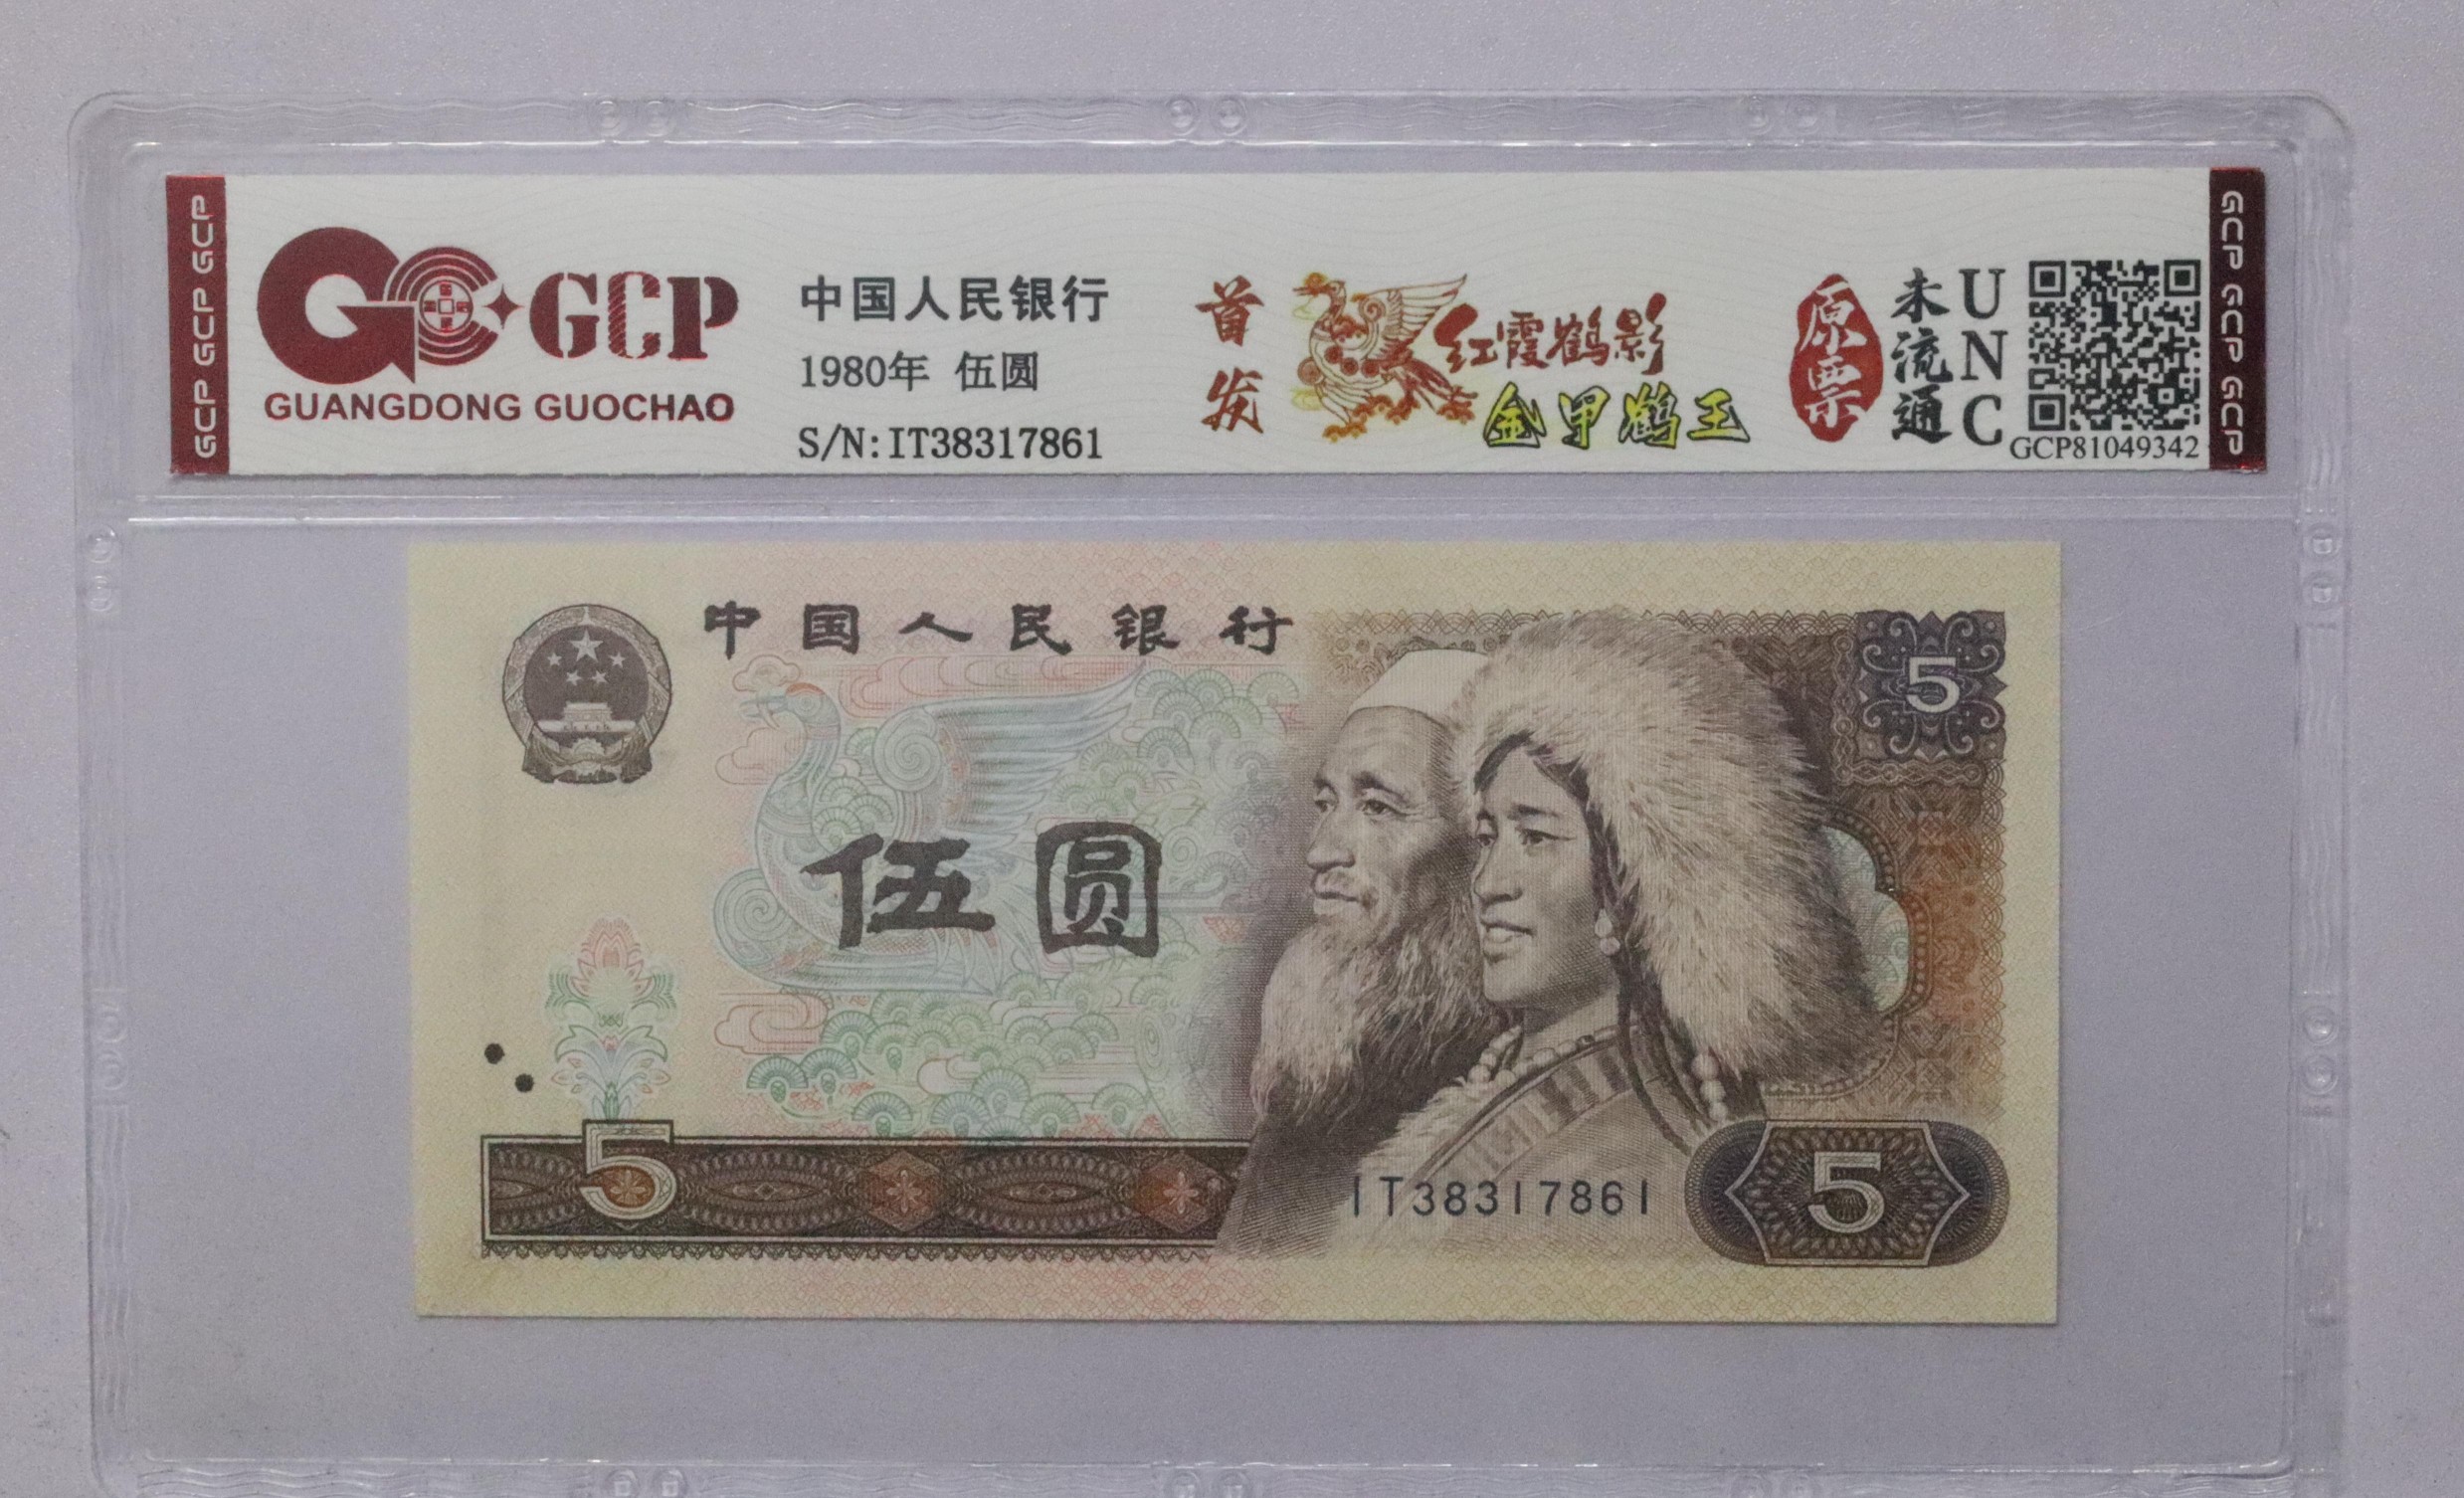 GCP GCP GCP
GCP
GUANGDONG GUOCHAO
中国人民银行
1980年 伍圆
S/N:IT38317861
首发
红霞鹤影
金甲鹤王
原票
未流通
UNC
GCP81049342
GCP GCP GCP
中国人民银行
5
伍圆
5
IT38317861
5